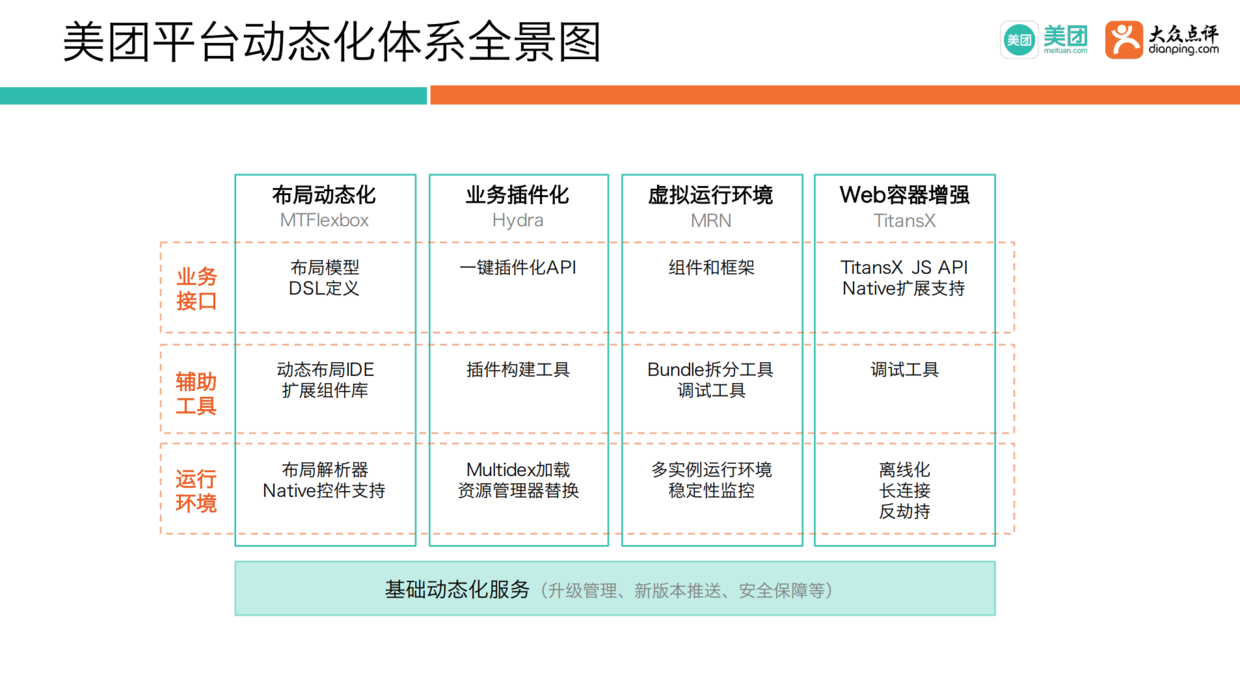 美团平台动态化体系全景图
美团
美团
meituan.com
大众点评
dianping.com
布局动态化
MTFlexbox
业务插件化
Hydra
虚拟运行环境
MRN
Web容器增强
TitansX
业务
接口
布局模型
DSL定义
一键插件化API
组件和框架
TitansX JS API
Native扩展支持
辅助
工具
动态布局IDE
扩展组件库
插件构建工具
Bundle拆分工具
调试工具
调试工具
运行
环境
布局解析器
Native控件支持
Multidex加载
资源管理器替换
多实例运行环境
稳定性监控
离线化
长连接
反劫持
基础动态化服务（升级管理、新版本推送、安全保障等）